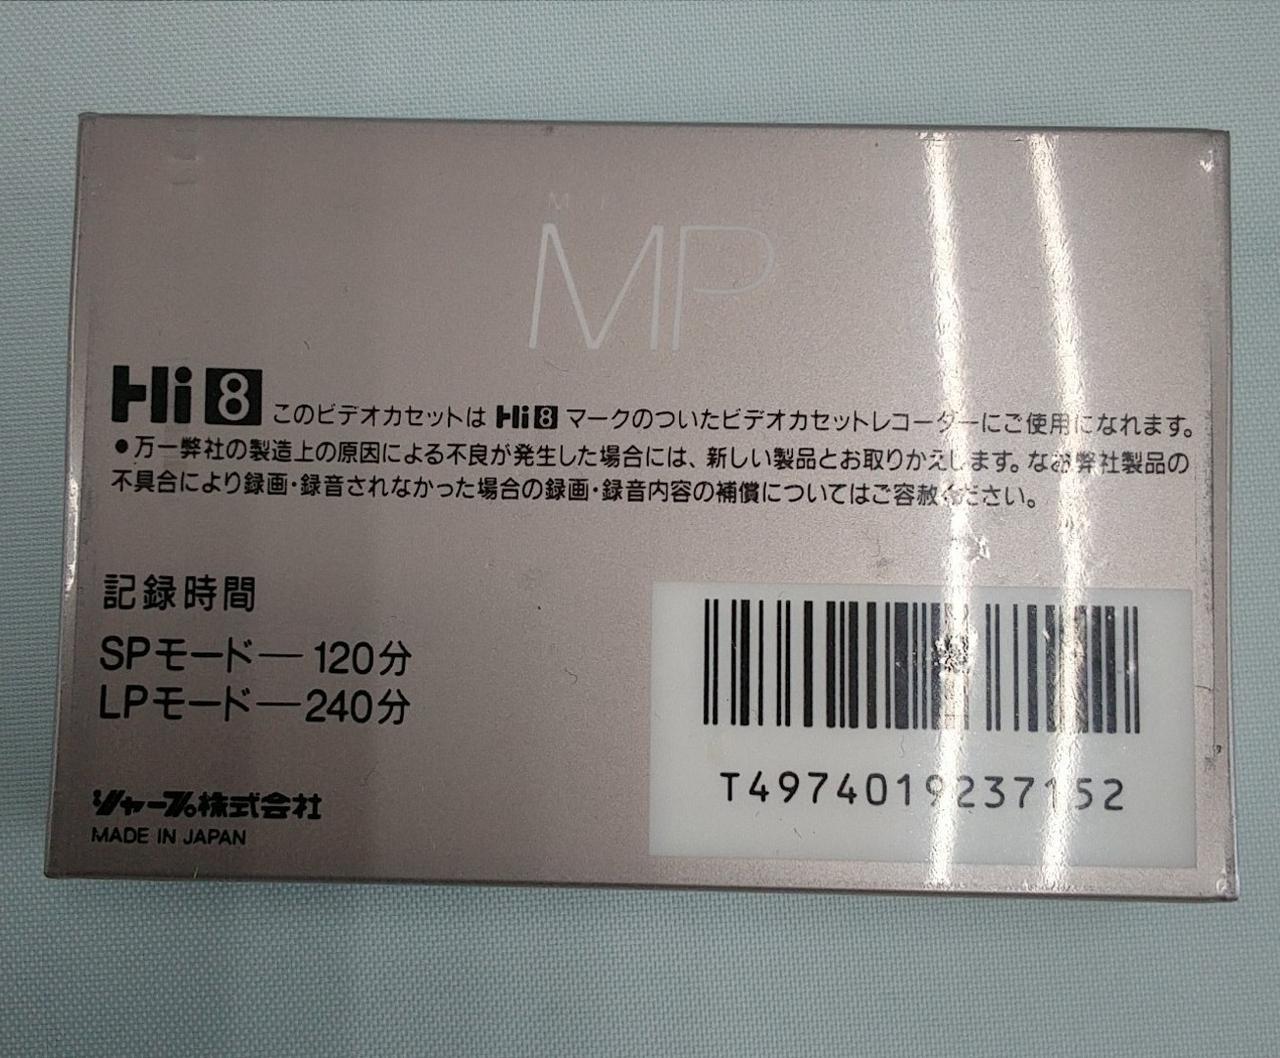 MP
Hi8 このビデオカセットは Hi8 マークのついたビデオカセットレコーダーにご使用になれます。
●万一弊社の製造上の原因による不良が発生した場合には、新しい製品とお取りかえします。なお弊社製品の
不具合により録画・録音されなかった場合の録画・録音内容の補償についてはご容赦ください。
記録時間
SPモード—120分
LPモード—240分
シャープ株式会社
MADE IN JAPAN
T4974019237152